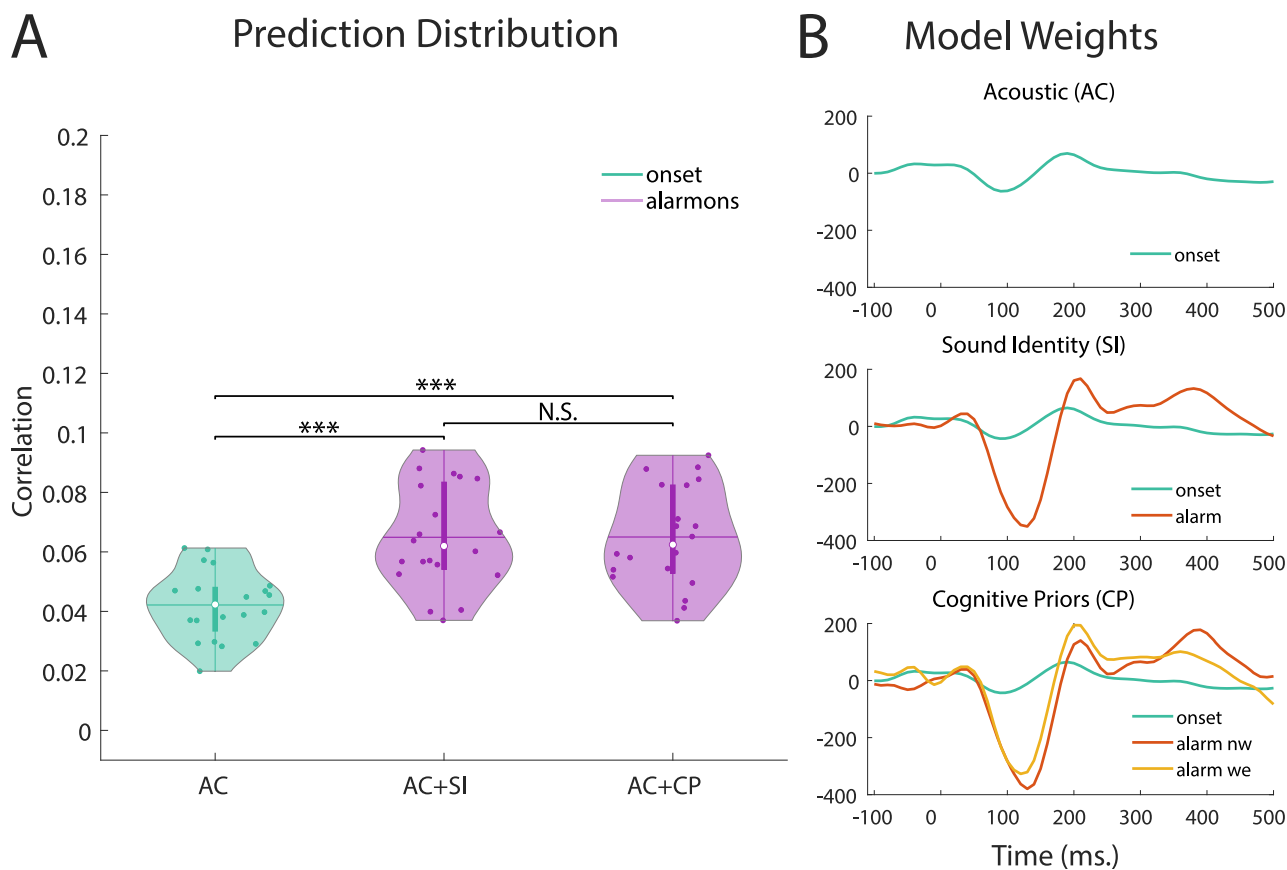 A
Prediction Distribution
0.2
0.18
0.16
0.14
0.12
0.1
0.08
0.06
0.04
0.02
0
Correlation
onset
alarmons
***
***
N.S.
AC
AC+SI
AC+CP
B
Model Weights
Acoustic (AC)
200
0
-200
-400
onset
-100 0 100 200 300 400 500
Sound Identity (SI)
200
0
-200
-400
onset
alarm
-100 0 100 200 300 400 500
Cognitive Priors (CP)
200
0
-200
-400
onset
alarm nw
alarm we
-100 0 100 200 300 400 500
Time (ms.)